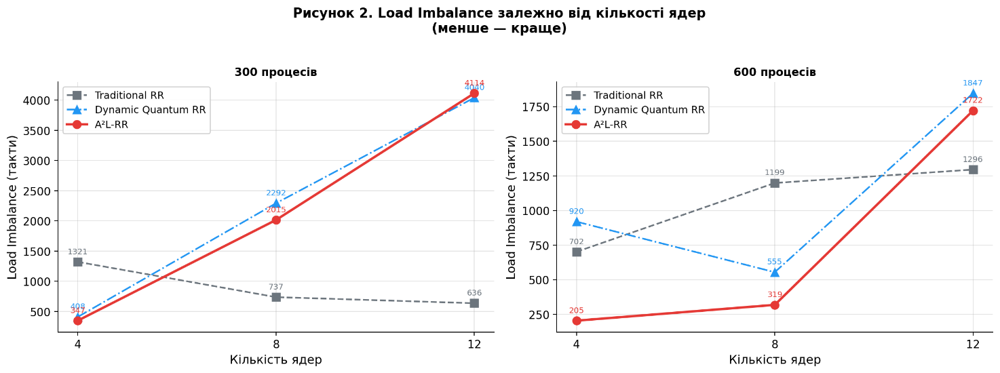 Рисунок 2. Load Imbalance залежно від кількості ядер
(менше — краще)
300 процесів
Traditional RR
Dynamic Quantum RR
A²L-RR
Load Imbalance (такти)
4000
3500
3000
2500
2000
1500
1000
500
1321
737
636
408
2292
4040
347
2015
4114
4
8
12
Кількість ядер
600 процесів
Traditional RR
Dynamic Quantum RR
A²L-RR
Load Imbalance (такти)
1750
1500
1250
1000
750
500
250
702
1199
1296
920
555
1847
205
319
1722
4
8
12
Кількість ядер